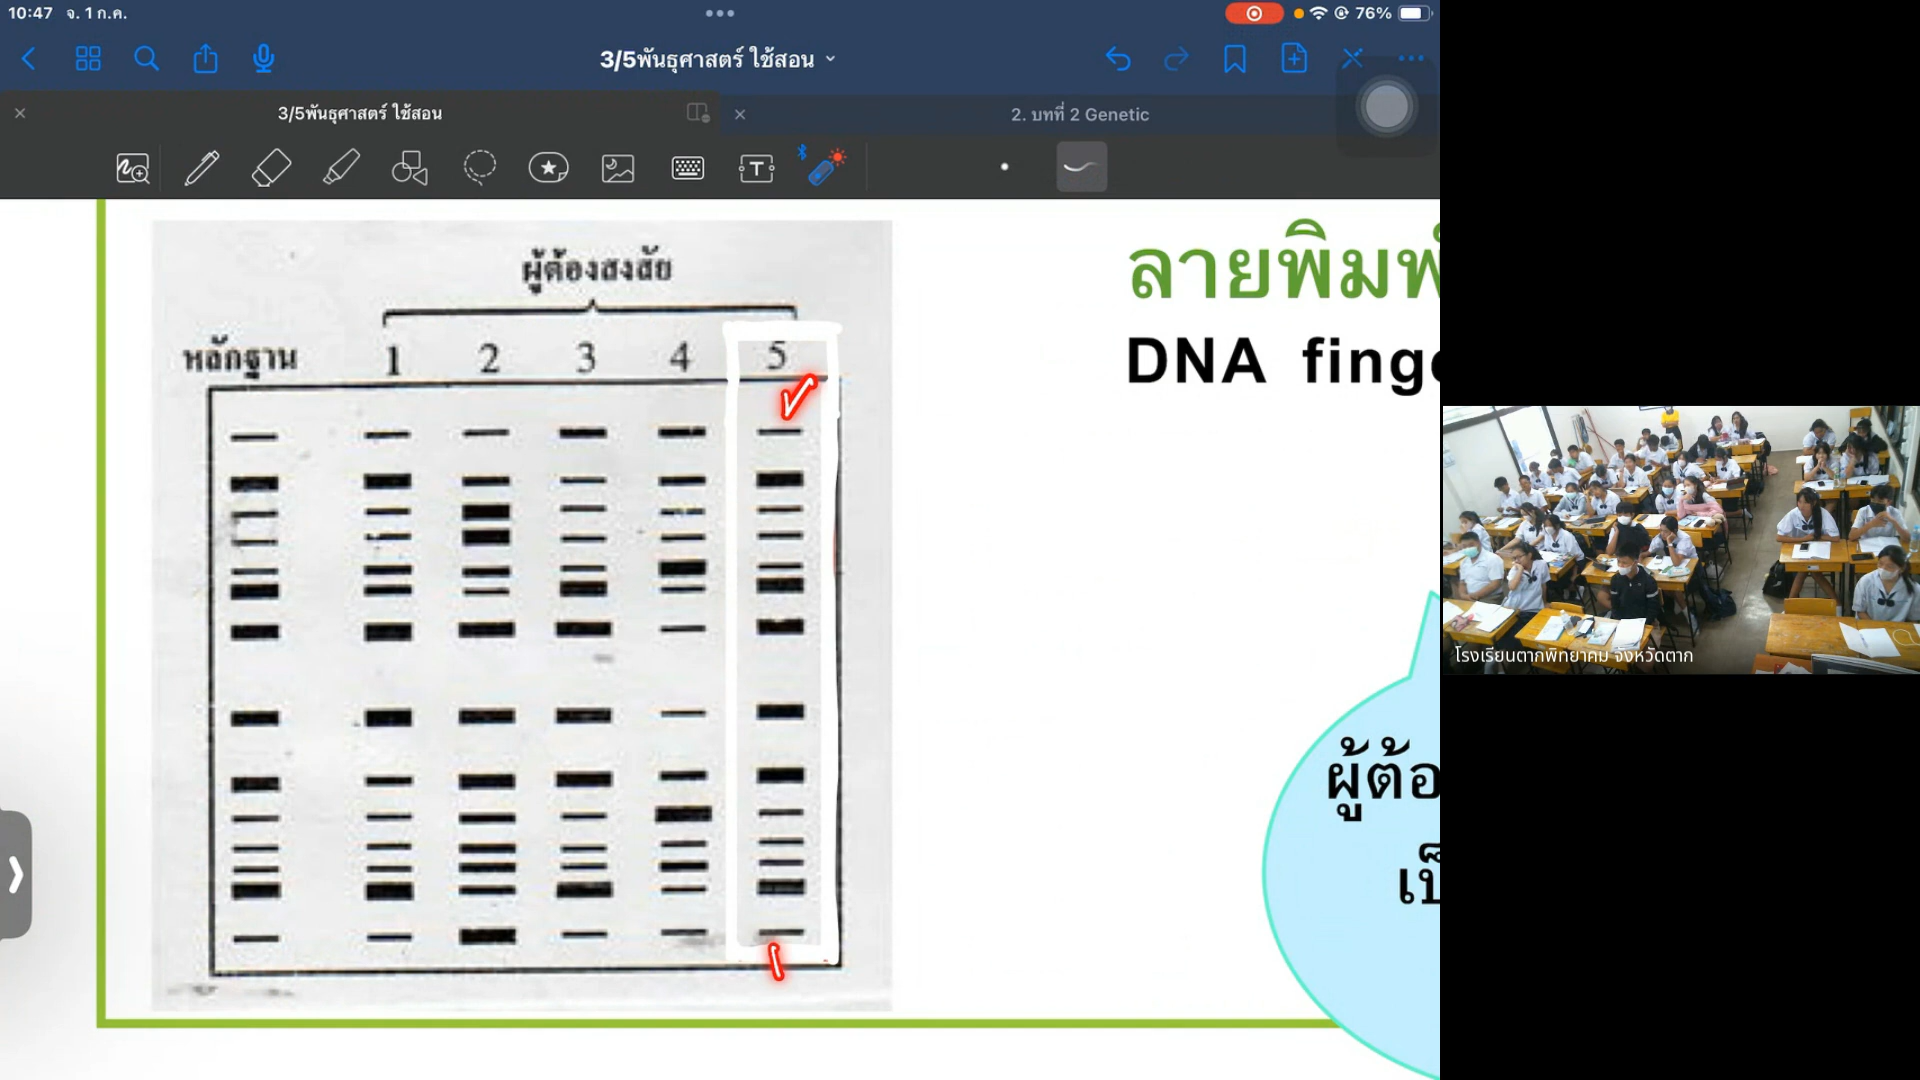 10:47 จ. 1 ก.ค.
76%
3/5พันธุศาสตร์ ใช้สอน
3/5พันธุศาสตร์ ใช้สอน
2. บทที่ 2 Genetic
T
ผู้ต้องสงสัย
หลักฐาน 1 2 3 4 5
ลายพิมพ์
DNA fing
ผู้ต้อ
เป็
โรงเรียนตากพิทยาคม จังหวัดตาก